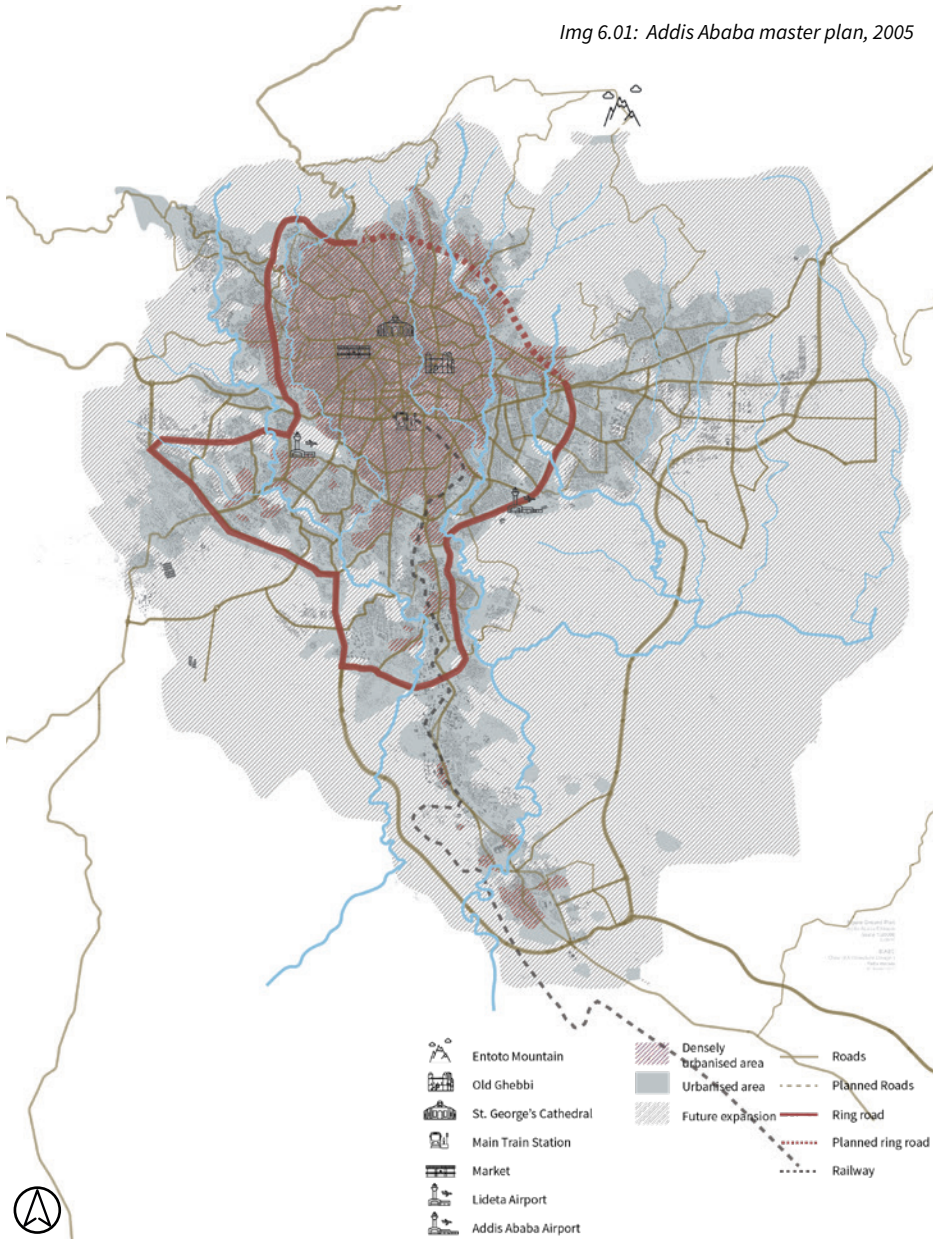 Img 6.01: Addis Ababa master plan, 2005
Entoto Mountain
Old Ghebbi
St. George's Cathedral
Main Train Station
Market
Lideta Airport
Addis Ababa Airport
Densely
urbanised area
Urbanised area
Future expansion
Roads
Planned Roads
Ring road
Planned ring road
Railway